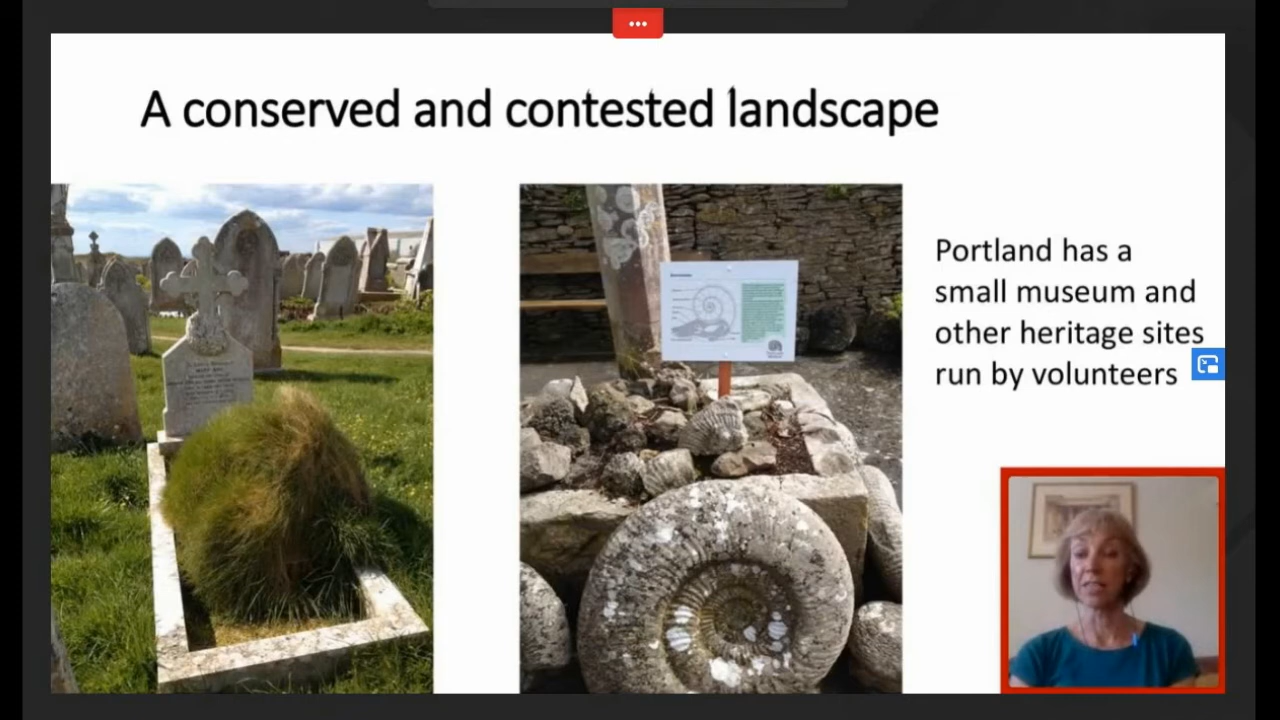 A conserved and contested landscape
Portland has a
small museum and
other heritage sites
run by volunteers